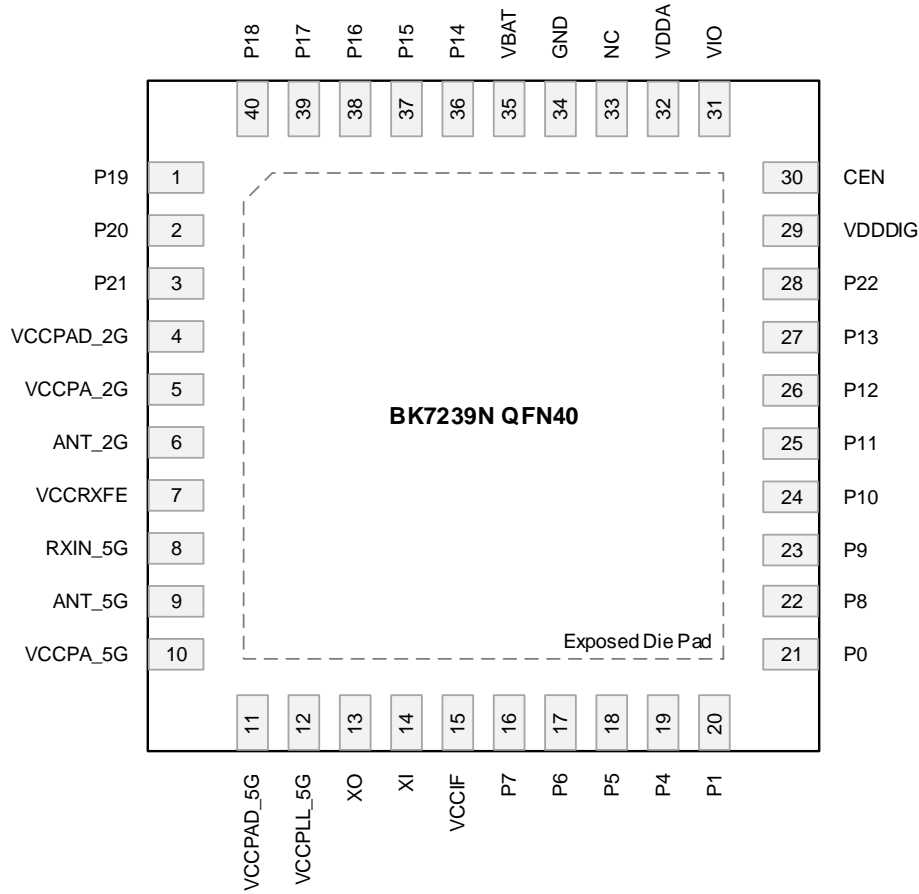 P18 P17 P16 P15 P14 VBAT GND NC VDDA VIO
40 39 38 37 36 35 34 33 32 31
P19 1 30 CEN
P20 2 29 VDDDIG
P21 3 28 P22
VCCPAD_2G 4 27 P13
VCCPA_2G 5 26 P12
BK7239N QFN40
ANT_2G 6 25 P11
VCCRXFE 7 24 P10
RXIN_5G 8 23 P9
ANT_5G 9 22 P8
Exposed Die Pad
VCCPA_5G 10 21 P0
11 12 13 14 15 16 17 18 19 20
VCCPAD_5G VCCPLL_5G XO XI VCCIF P7 P6 P5 P4 P1